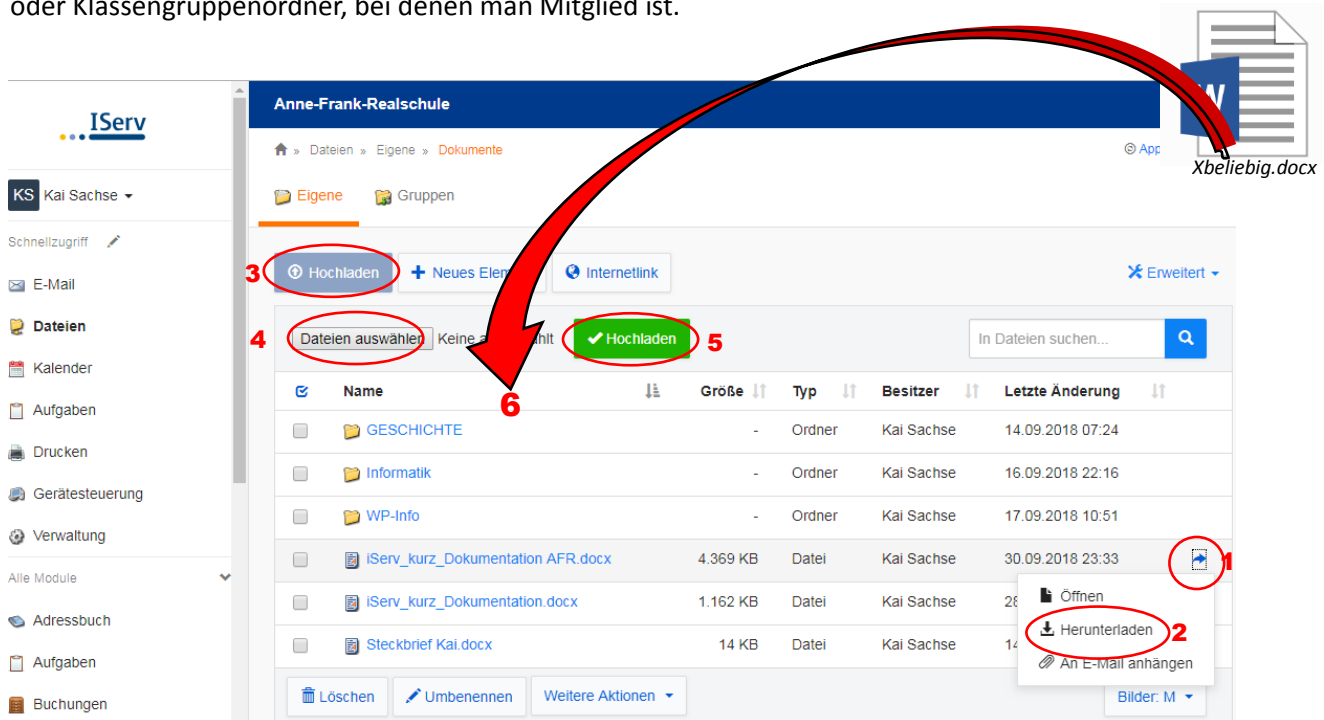 oder Klassengruppenordner, bei denen man Mitglied ist.
W
Xbeliebig.docx
IServ
KS Kai Sachse
Schnellzugriff
E-Mail
Dateien
Kalender
Aufgaben
Drucken
Gerätesteuerung
Verwaltung
Alle Module
Adressbuch
Aufgaben
Buchungen
Anne-Frank-Realschule
» Dateien » Eigene » Dokumente
App
Eigene Gruppen
3 Hochladen Neues Internetlink Erweitert
4 Dateien auswählen Keine Hochladen 5 In Dateien suchen...
Name Größe Typ Besitzer Letzte Änderung
6
GESCHICHTE - Ordner Kai Sachse 14.09.2018 07:24
Informatik - Ordner Kai Sachse 16.09.2018 22:16
WP-Info - Ordner Kai Sachse 17.09.2018 10:51
iServ_kurz_Dokumentation AFR.docx 4.369 KB Datei Kai Sachse 30.09.2018 23:33 1
iServ_kurz_Dokumentation.docx 1.162 KB Datei Kai Sachse 28
Steckbrief Kai.docx 14 KB Datei Kai Sachse 14
Öffnen
Herunterladen 2
An E-Mail anhängen
Löschen Umbenennen Weitere Aktionen Bilder: M